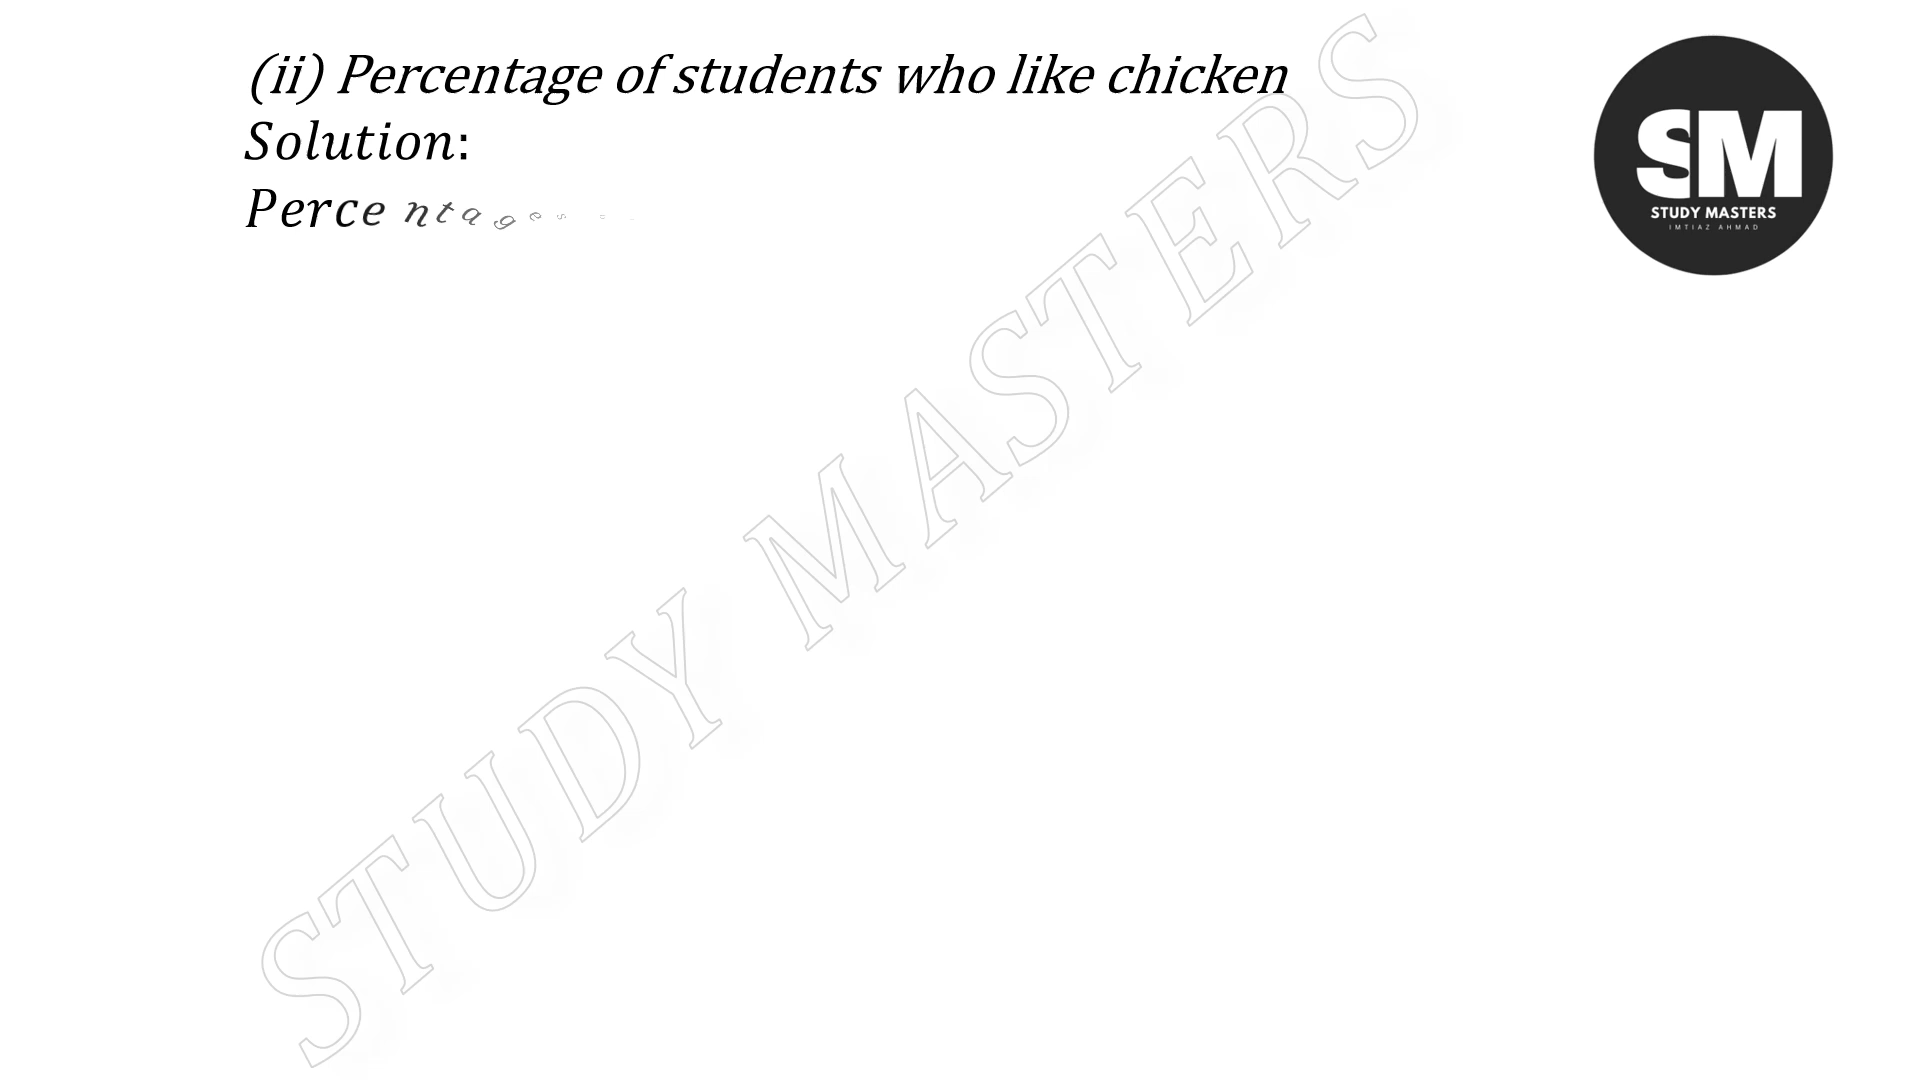 (ii) Percentage of students who like chicken
Solution:
Percentage
SM
STUDY MASTERS
IMTIAZ AHMAD
STUDY MASTERS